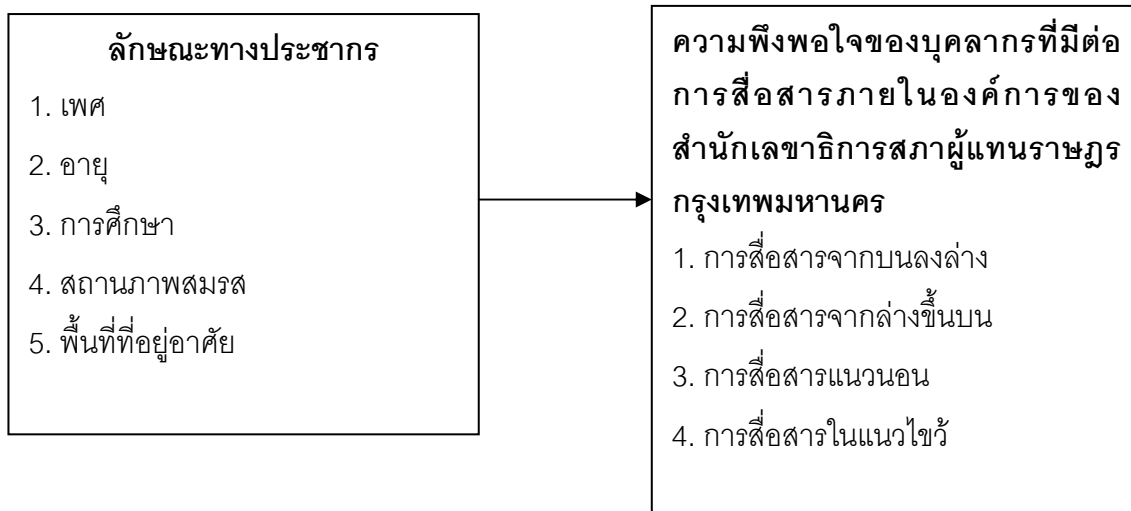 ลักษณะทางประชากร
1. เพศ
2. อายุ
3. การศึกษา
4. สถานภาพสมรส
5. พื้นที่ที่อยู่อาศัย
ความพึงพอใจของบุคลากรที่มีต่อ
การสื่อสารภายในองค์การของ
สำนักเลขาธิการสภาผู้แทนราษฎร
กรุงเทพมหานคร
1. การสื่อสารจากบนลงล่าง
2. การสื่อสารจากล่างขึ้นบน
3. การสื่อสารแนวนอน
4. การสื่อสารในแนวไขว้